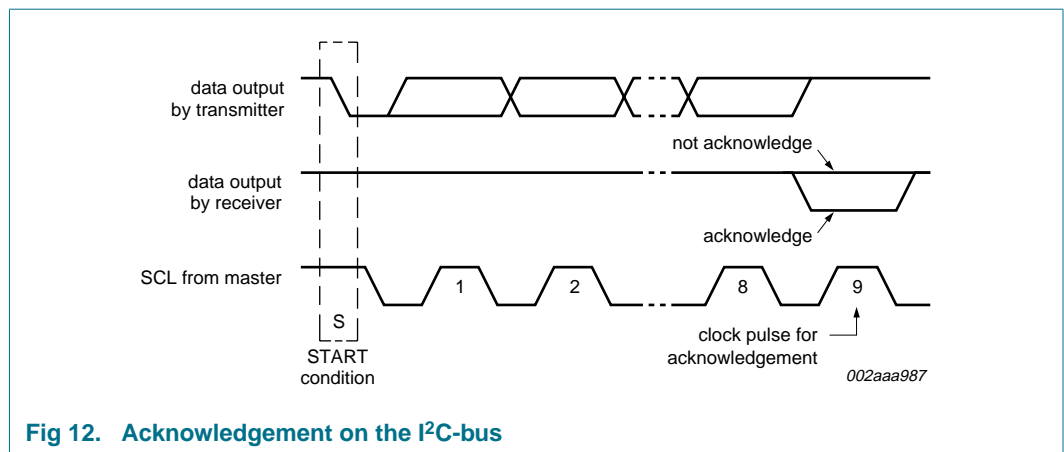 data output
by transmitter
not acknowledge
data output
by receiver
acknowledge
SCL from master
1
2
8
9
S
START
condition
clock pulse for
acknowledgement
002aaa987
Fig 12. Acknowledgement on the I²C-bus